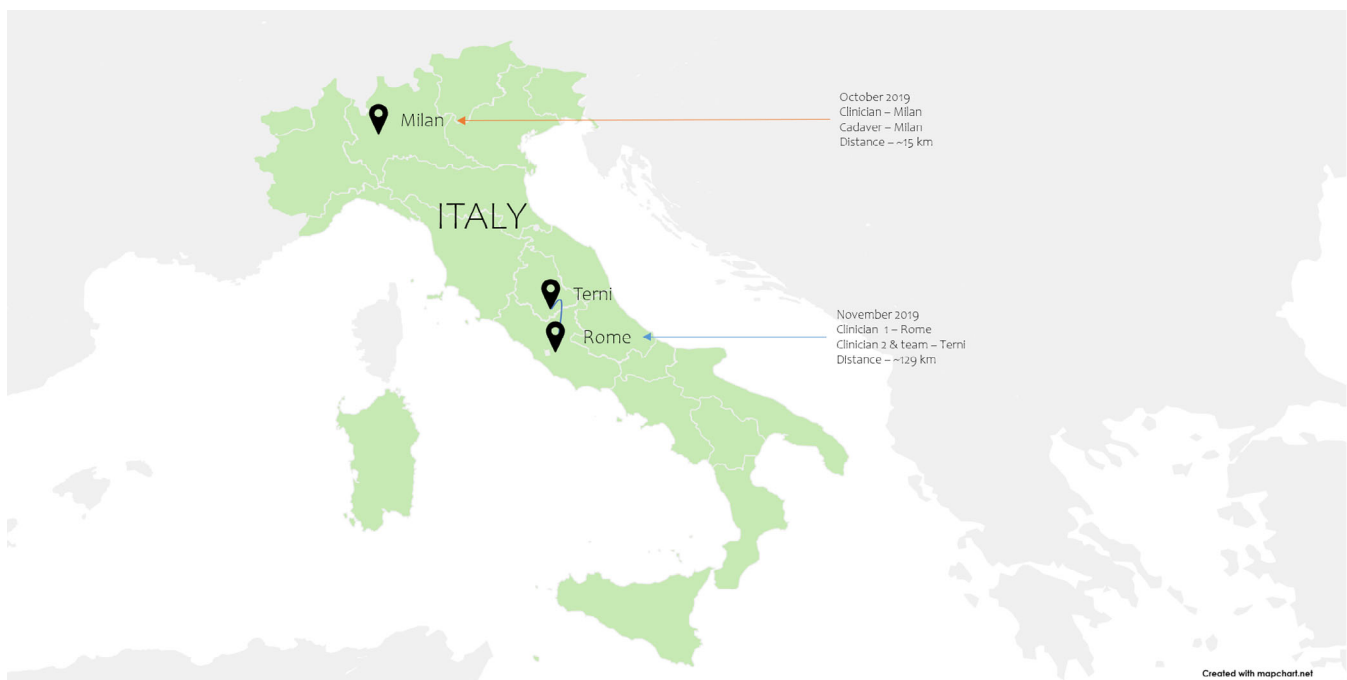 October 2019
Clinician – Milan
Cadaver – Milan
Distance – ~15 km
Milan
ITALY
Terni
Rome
November 2019
Clinician 1 – Rome
Clinician 2 & team – Terni
Distance – ~129 km
Created with mapchart.net